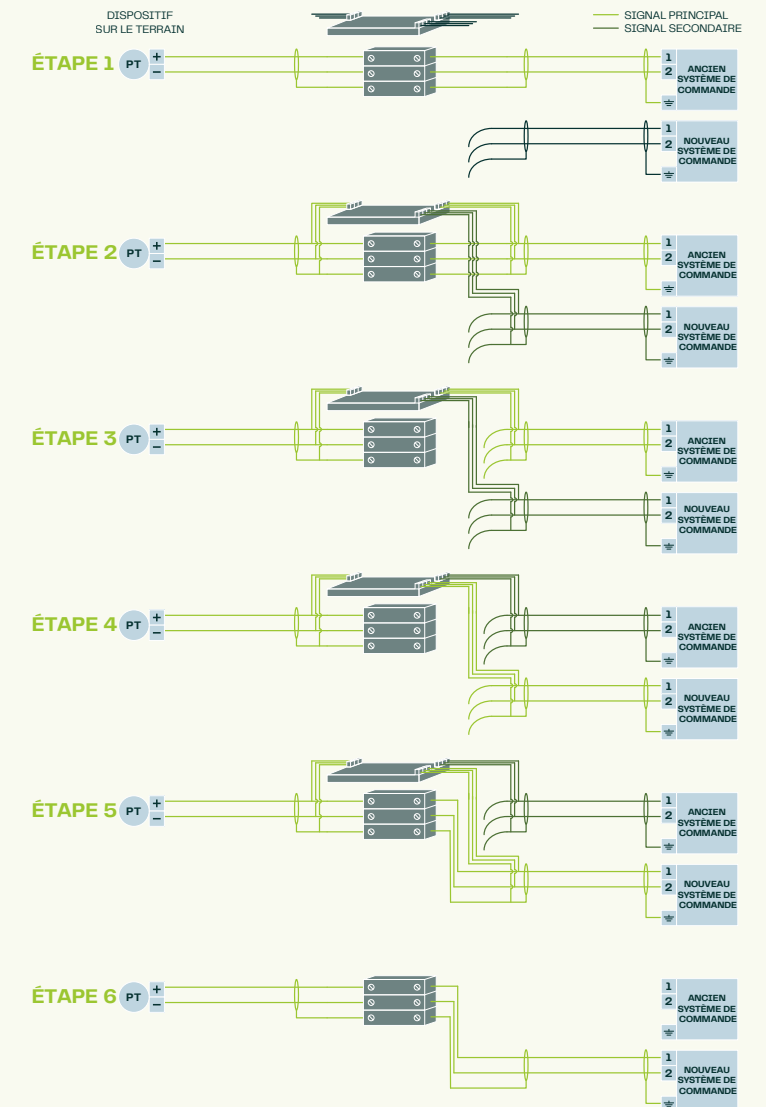 DISPOSITIF
SUR LE TERRAIN
SIGNAL PRINCIPAL
SIGNAL SECONDAIRE
ÉTAPE 1 PT + −
1
2
ANCIEN
SYSTÈME DE
COMMANDE
1
2
NOUVEAU
SYSTÈME DE
COMMANDE
ÉTAPE 2 PT + −
1
2
ANCIEN
SYSTÈME DE
COMMANDE
1
2
NOUVEAU
SYSTÈME DE
COMMANDE
ÉTAPE 3 PT + −
1
2
ANCIEN
SYSTÈME DE
COMMANDE
1
2
NOUVEAU
SYSTÈME DE
COMMANDE
ÉTAPE 4 PT + −
1
2
ANCIEN
SYSTÈME DE
COMMANDE
1
2
NOUVEAU
SYSTÈME DE
COMMANDE
ÉTAPE 5 PT + −
1
2
ANCIEN
SYSTÈME DE
COMMANDE
1
2
NOUVEAU
SYSTÈME DE
COMMANDE
ÉTAPE 6 PT + −
1
2
ANCIEN
SYSTÈME DE
COMMANDE
1
2
NOUVEAU
SYSTÈME DE
COMMANDE